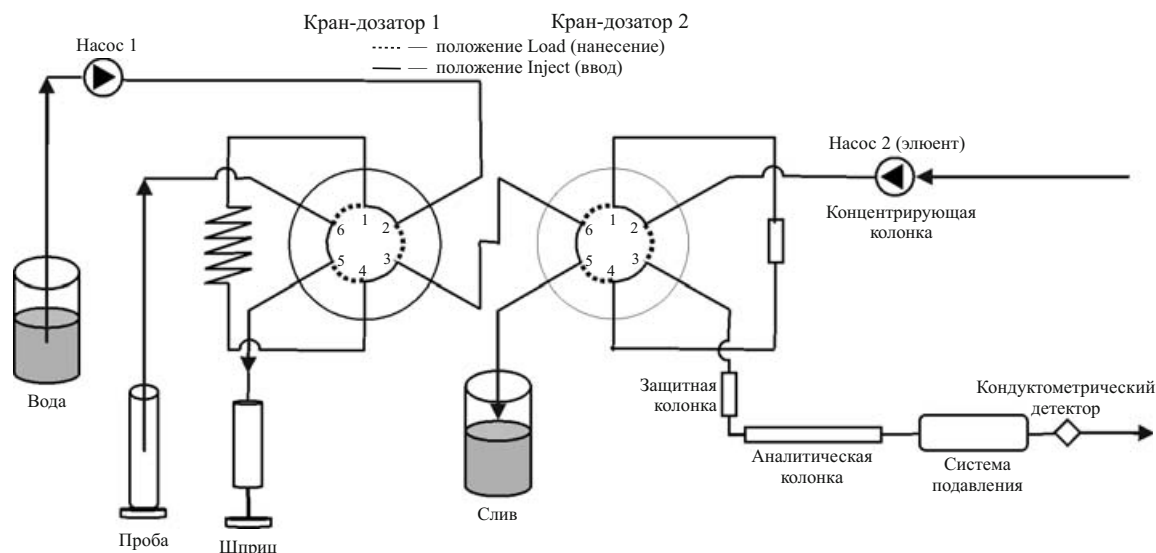 Кран-дозатор 1
Кран-дозатор 2
— положение Load (нанесение)
— положение Inject (ввод)
Насос 1
Насос 2 (элюент)
Концентрирующая
колонка
1
2
3
4
5
6
1
2
3
4
5
6
Вода
Проба
Шприц
Слив
Защитная
колонка
Аналитическая
колонка
Система
подавления
Кондуктометрический
детектор